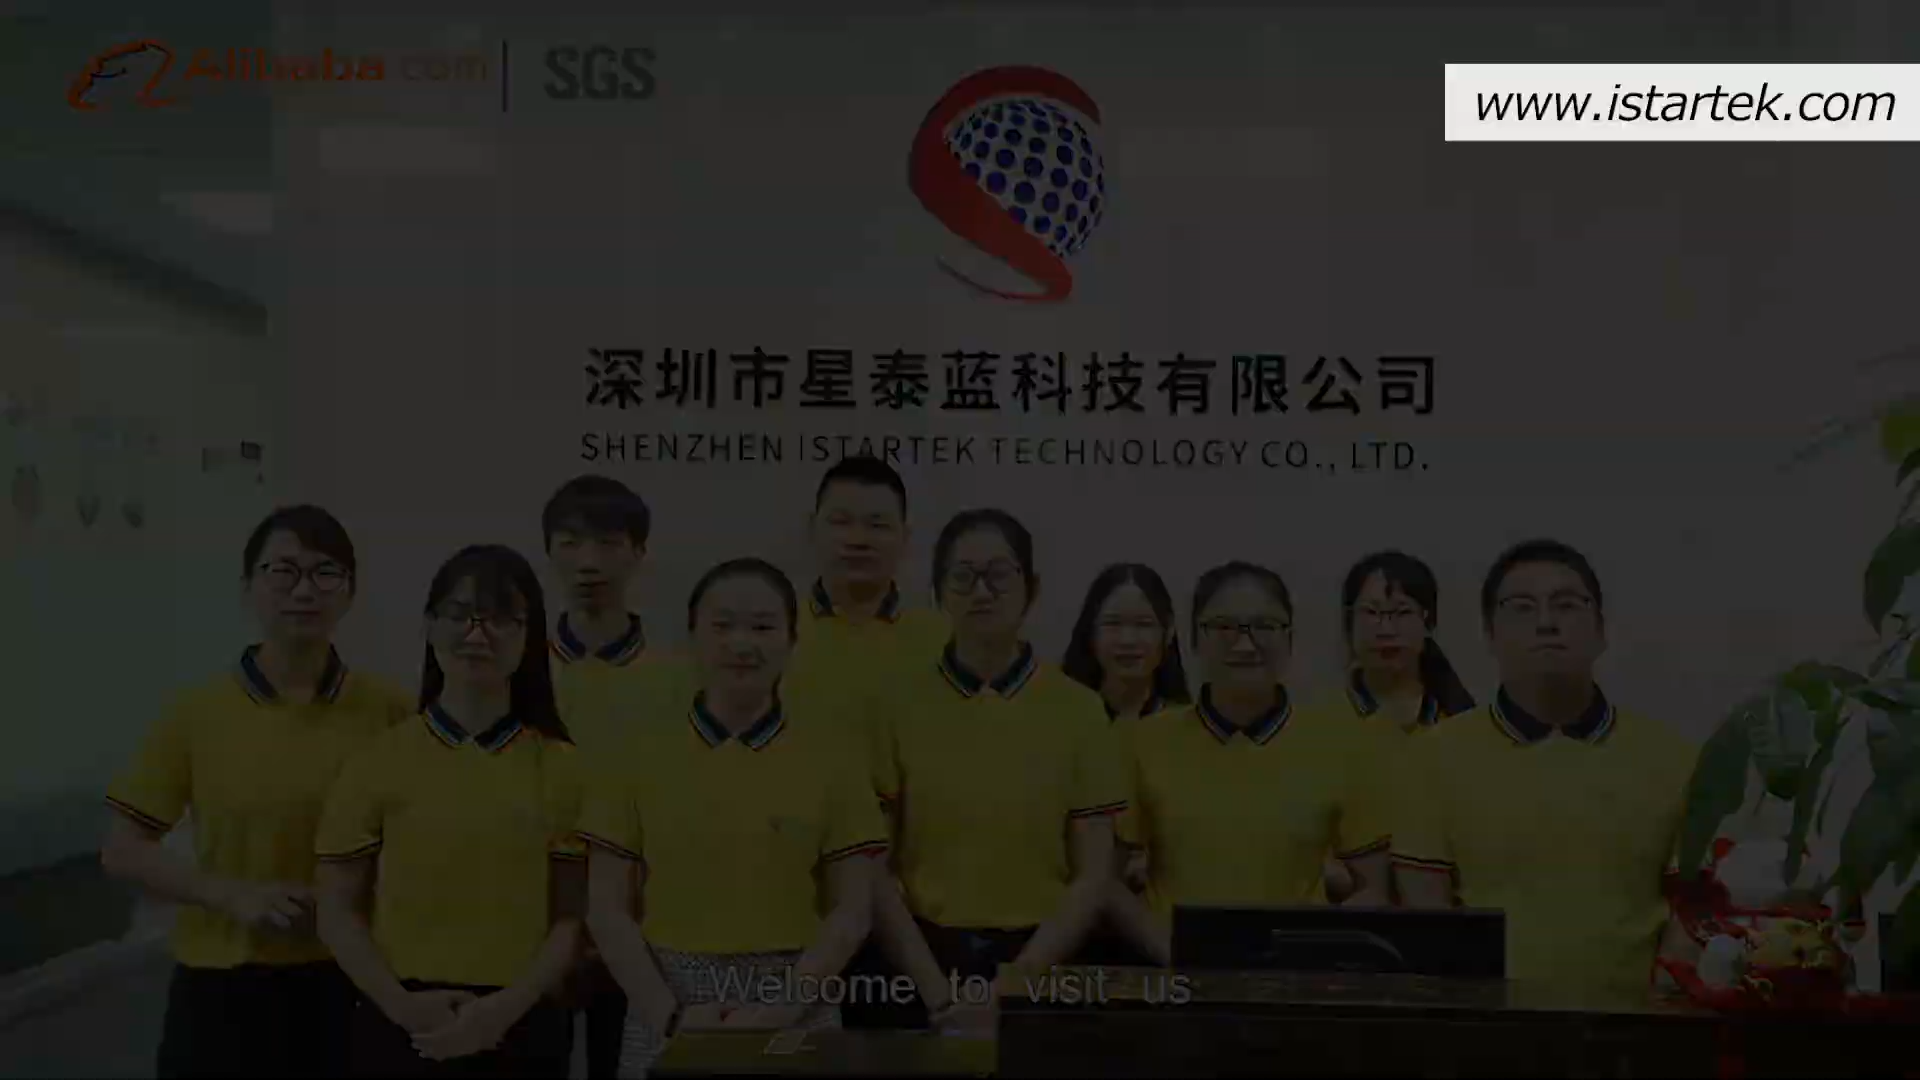 Alibaba.com | SGS
www.istartek.com
深圳市星泰蓝科技有限公司
SHENZHEN ISTARTEK TECHNOLOGY CO., LTD.
Welcome to visit us